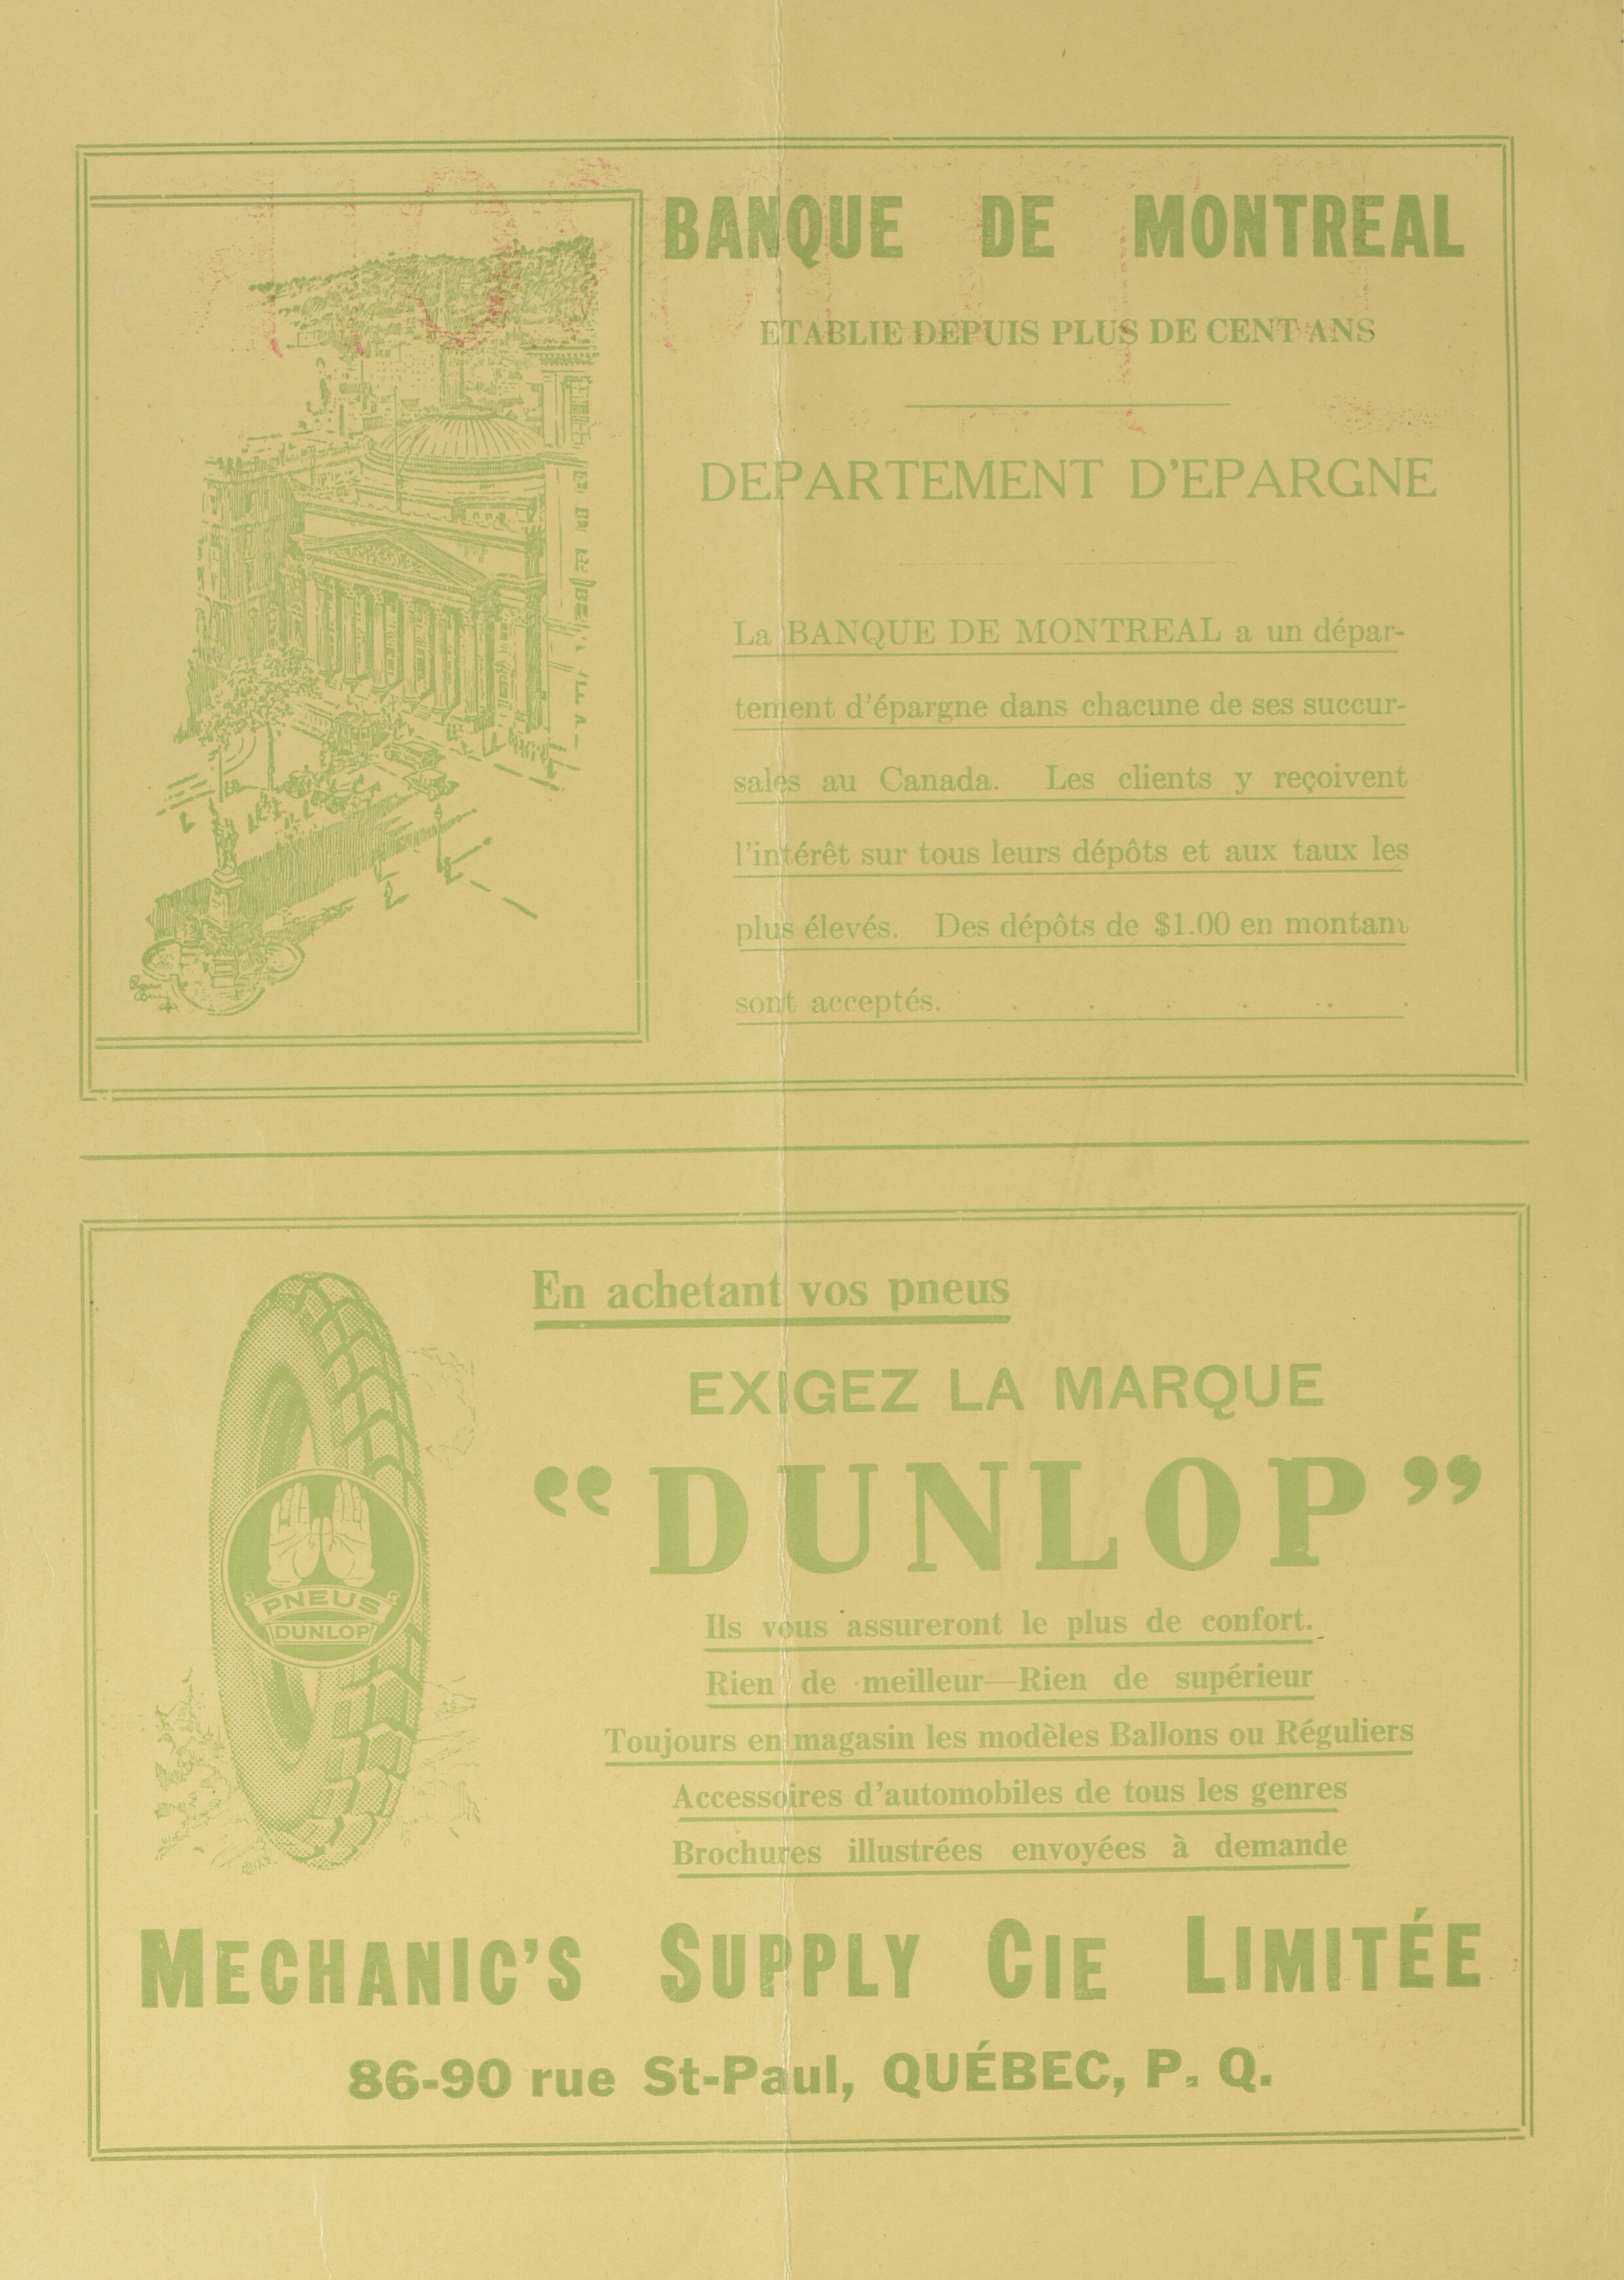 BANQUE DE MONTREAL
ETABLIE DEPUIS PLUS DE CENT ANS
DEPARTEMENT D'EPARGNE
La BANQUE DE MONTREAL a un dépar-
tement d'épargne dans chacune de ses succur-
sales au Canada. Les clients y reçoivent
l'intérêt sur tous leurs dépôts et aux taux les
plus élevés. Des dépôts de $1.00 en montant
sont acceptés. . . . . . . .
En achetant vos pneus
EXIGEZ LA MARQUE
“DUNLOP”
PNEUS
DUNLOP
Ils vous assureront le plus de confort.
Rien de meilleur—Rien de supérieur
Toujours en magasin les modèles Ballons ou Réguliers
Accessoires d'automobiles de tous les genres
Brochures illustrées envoyées à demande
MECHANIC'S SUPPLY CIE LIMITÉE
86-90 rue St-Paul, QUÉBEC, P. Q.